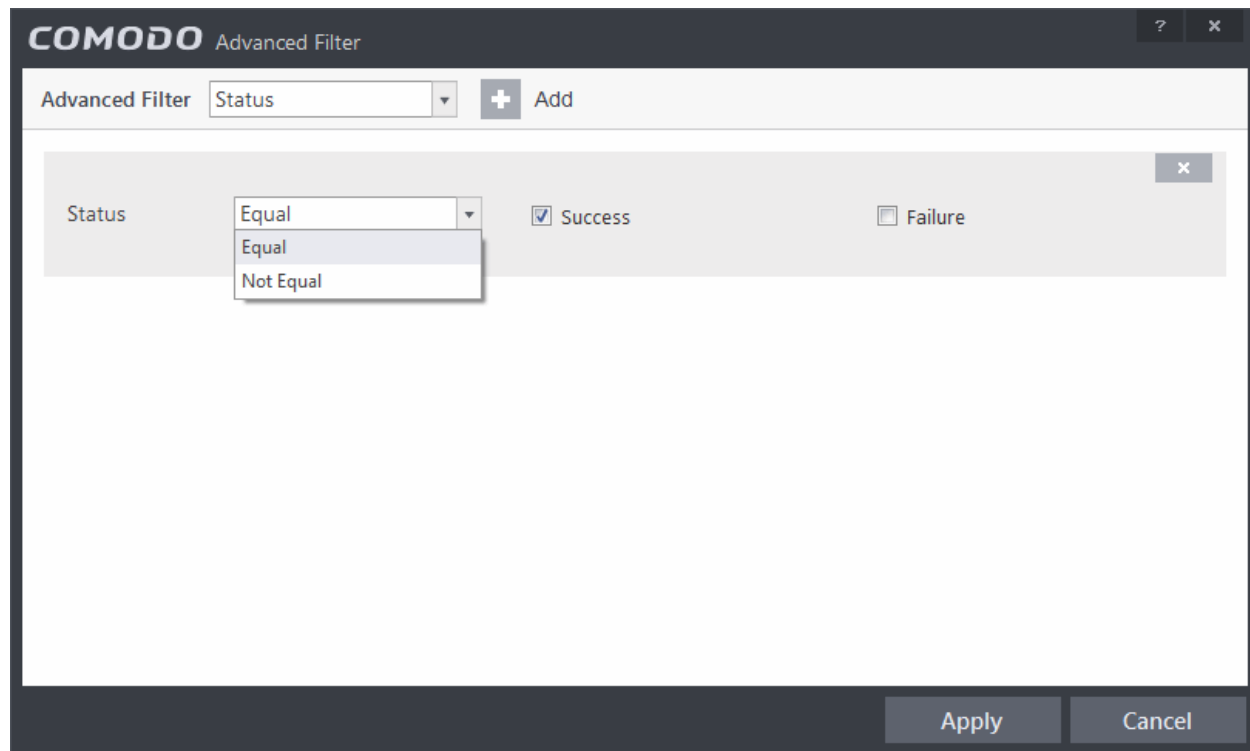 COMODO Advanced Filter
?
×
Advanced Filter
Status
Add
Status
Equal
Success
Failure
Equal
Not Equal
Apply
Cancel